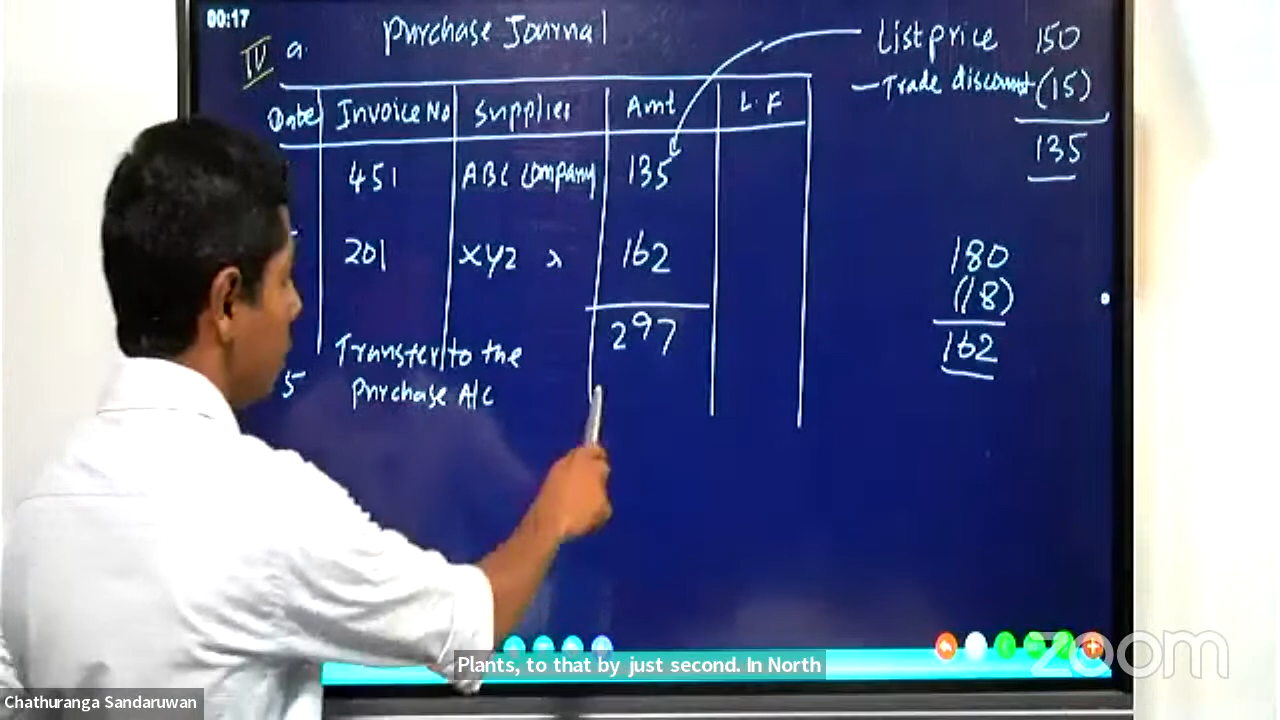 00:17
IV a.
Purchase Journal
List price 150
- Trade discount (15)
135
Date Invoice No Supplier Amt L.F
451 ABC Company 135
201 XYZ 162
297
Transfer to the
5 Purchase A/C
180
(18)
162
zoom
Plants, to that by just second. In North
Chathuranga Sandaruwan